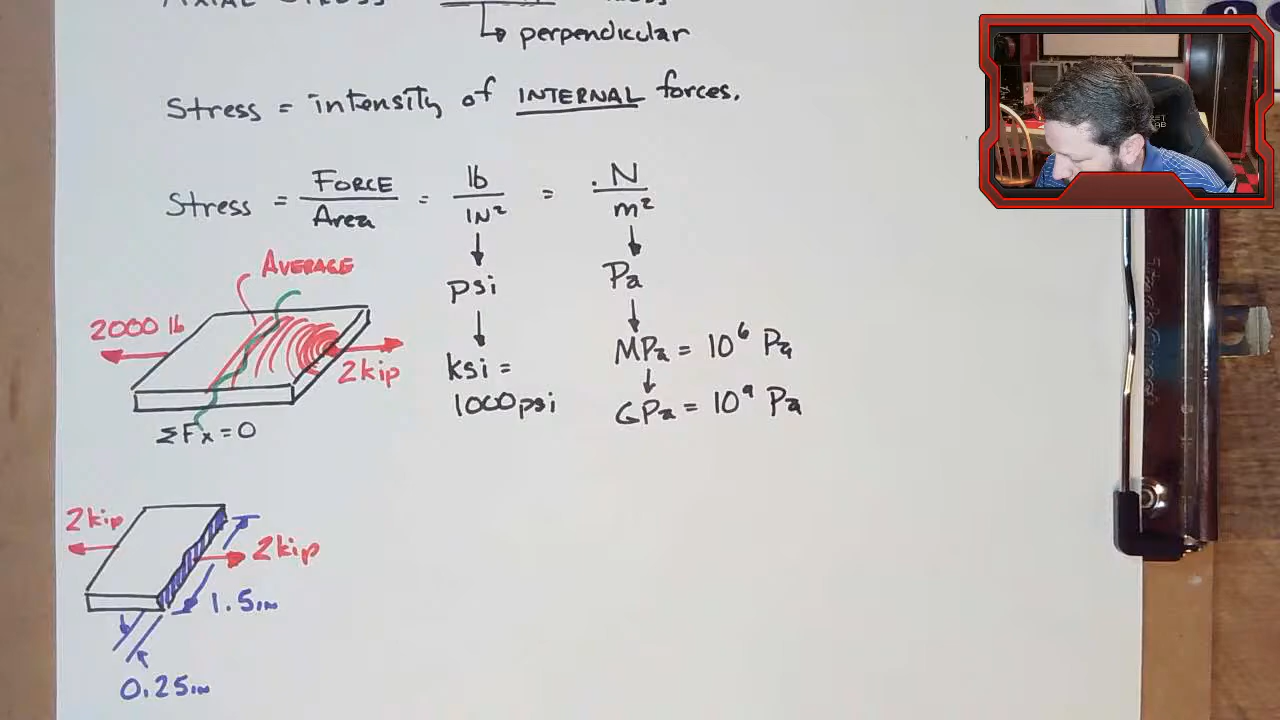 AXIAL STRESS
perpendicular
Stress = intensity of INTERNAL forces.
Stress = FORCE / Area = lb / IN² = N / m²
AVERAGE
psi
Pa
2000 lb
2 kip
ksi =
1000 psi
MPa = 10⁶ Pa
GPa = 10⁹ Pa
ΣFx = 0
2 kip
2 kip
1.5 in
0.25 in